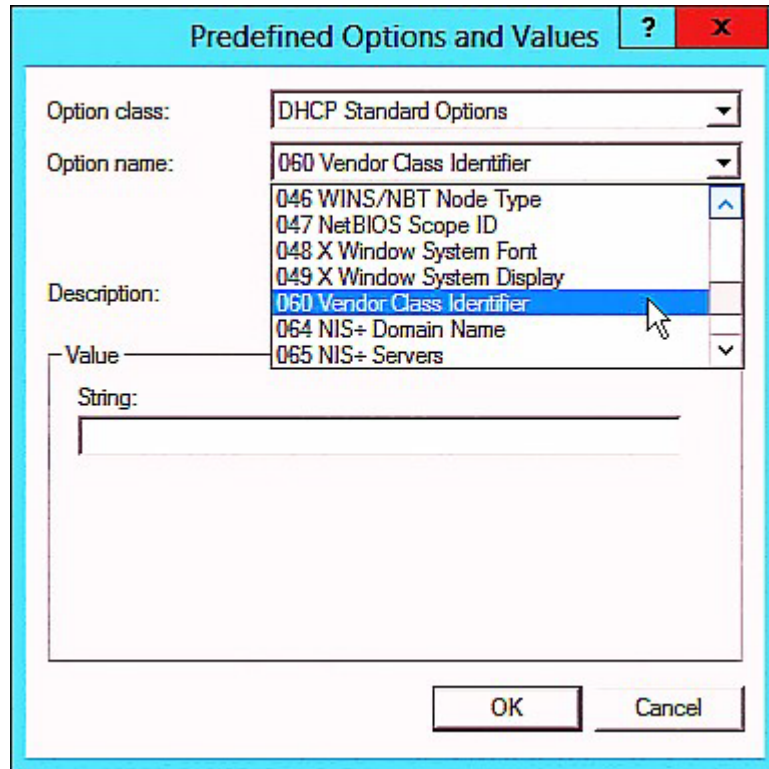 Predefined Options and Values ? x
Option class: DHCP Standard Options
Option name: 060 Vendor Class Identifier
046 WINS/NBT Node Type
047 NetBIOS Scope ID
048 X Window System Font
049 X Window System Display
Description:
060 Vendor Class Identifier
064 NIS+ Domain Name
065 NIS+ Servers
Value
String:
OK Cancel